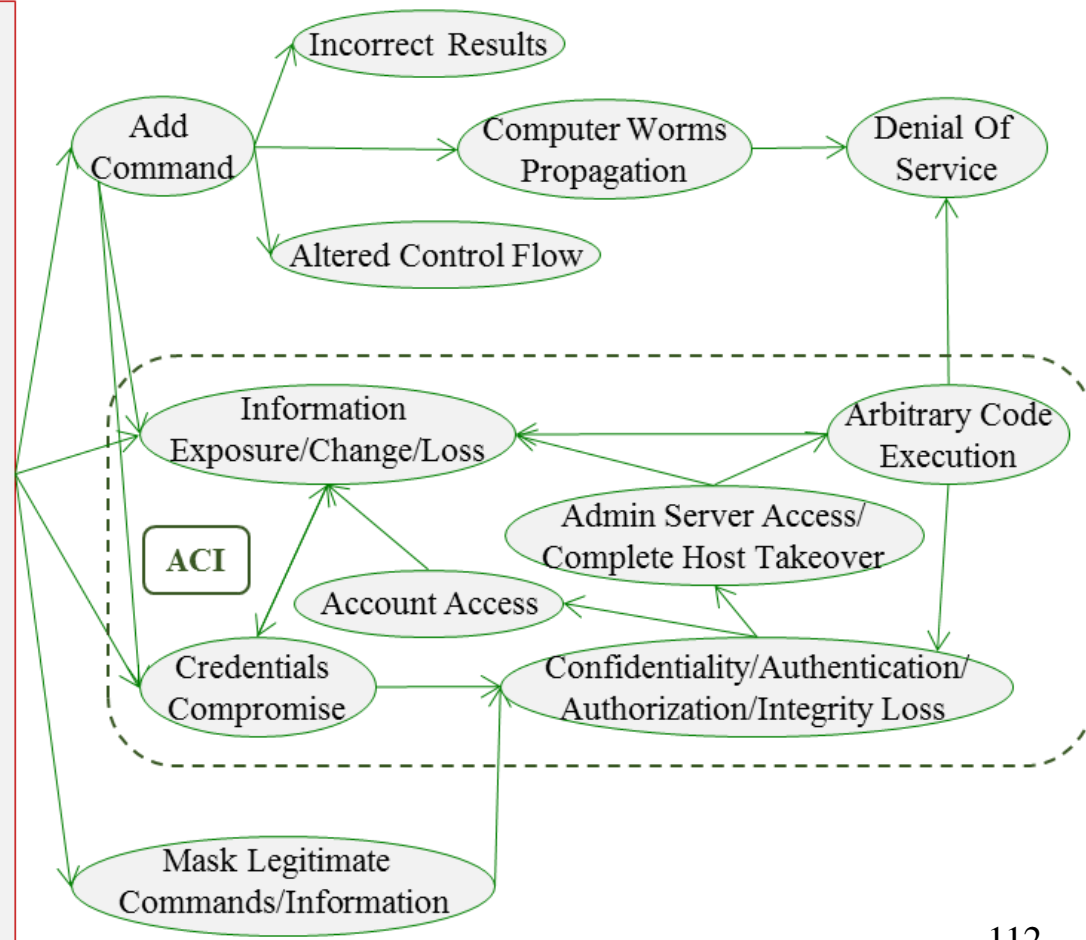 Incorrect Results
Add
Command
Computer Worms
Propagation
Denial Of
Service
Altered Control Flow
Information
Exposure/Change/Loss
Arbitrary Code
Execution
Admin Server Access/
Complete Host Takeover
ACI
Account Access
Credentials
Compromise
Confidentiality/Authentication/
Authorization/Integrity Loss
Mask Legitimate
Commands/Information
112